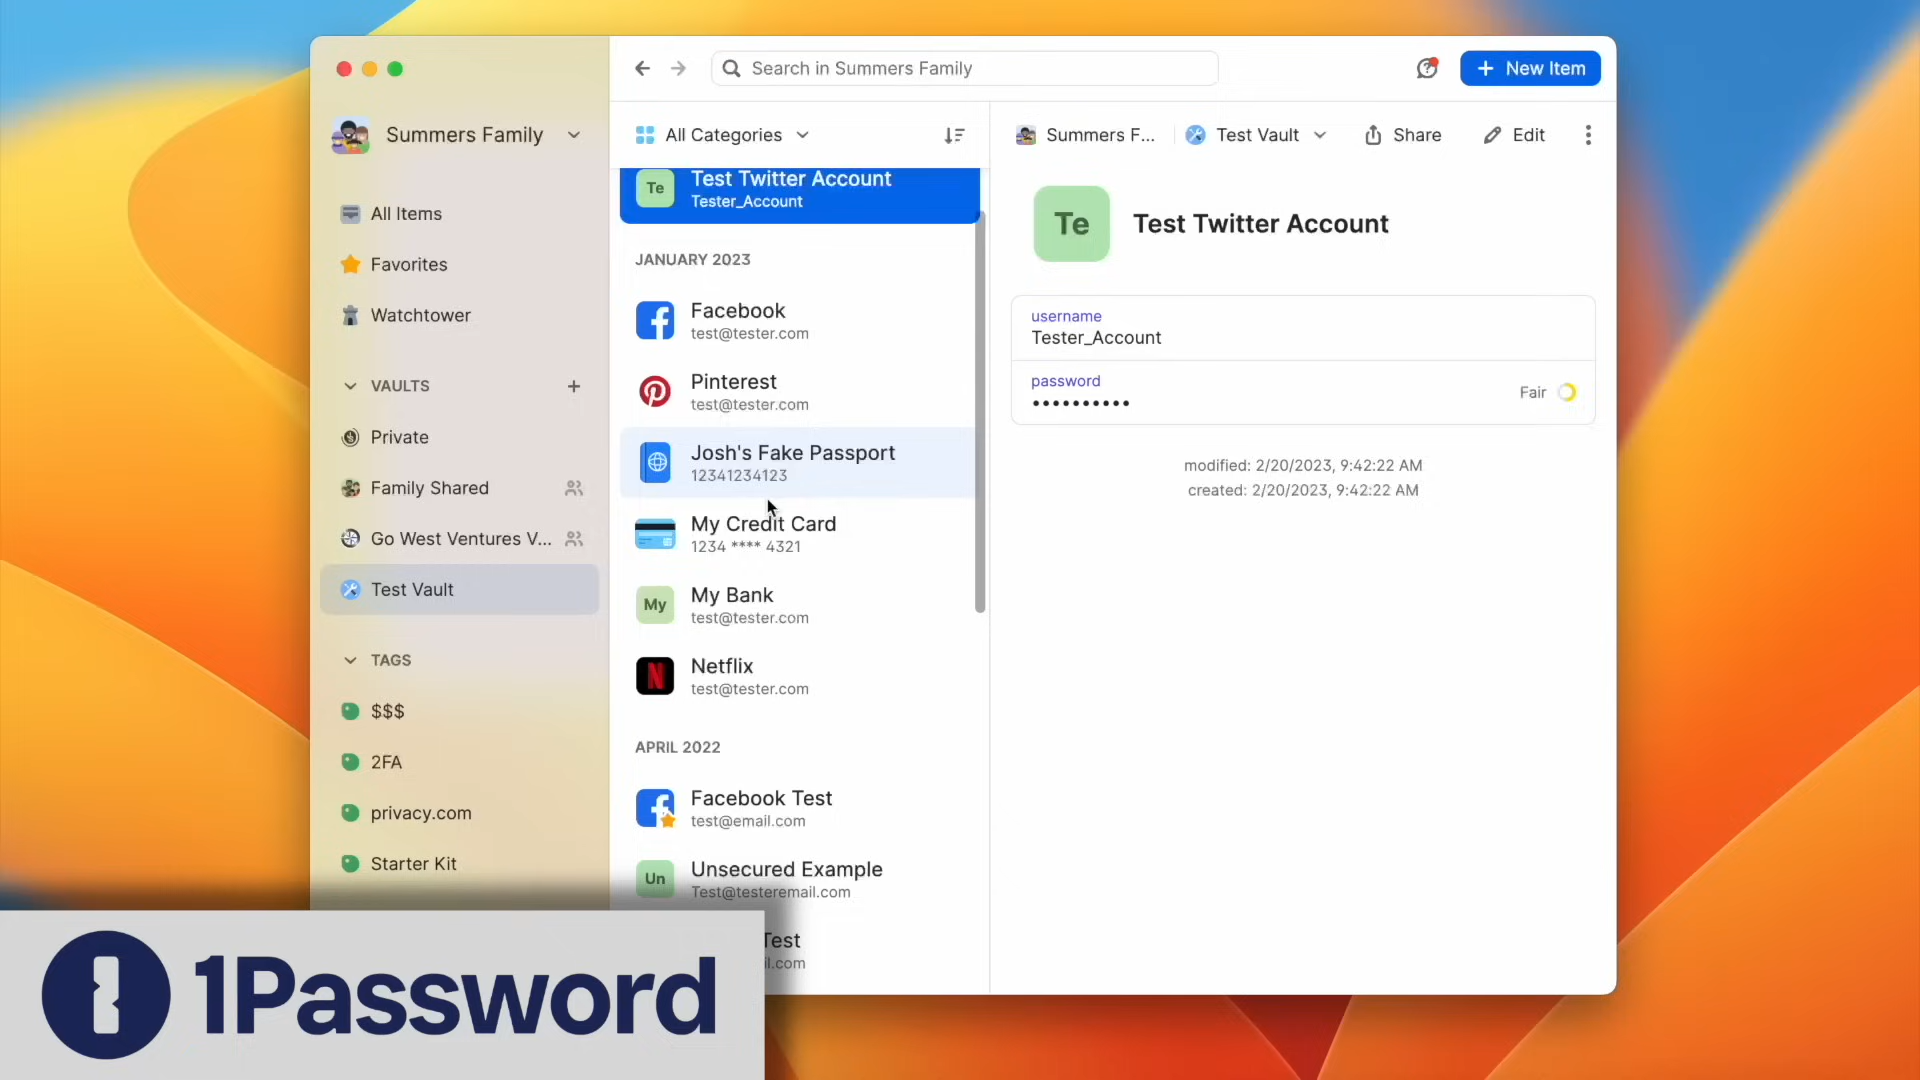 Search in Summers Family
New Item
Summers Family
All Items
Favorites
Watchtower
VAULTS
Private
Family Shared
Go West Ventures V...
Test Vault
TAGS
$$$
2FA
privacy.com
Starter Kit
All Categories
Te
Test Twitter Account
Tester_Account
JANUARY 2023
Facebook
test@tester.com
Pinterest
test@tester.com
Josh's Fake Passport
12341234123
My Credit Card
1234 **** 4321
My
My Bank
test@tester.com
Netflix
test@tester.com
APRIL 2022
Facebook Test
test@email.com
Un
Unsecured Example
Test@testeremail.com
Test
il.com
Summers F...
Test Vault
Share
Edit
Te
Test Twitter Account
username
Tester_Account
password
••••••••••
Fair
modified: 2/20/2023, 9:42:22 AM
created: 2/20/2023, 9:42:22 AM
1Password